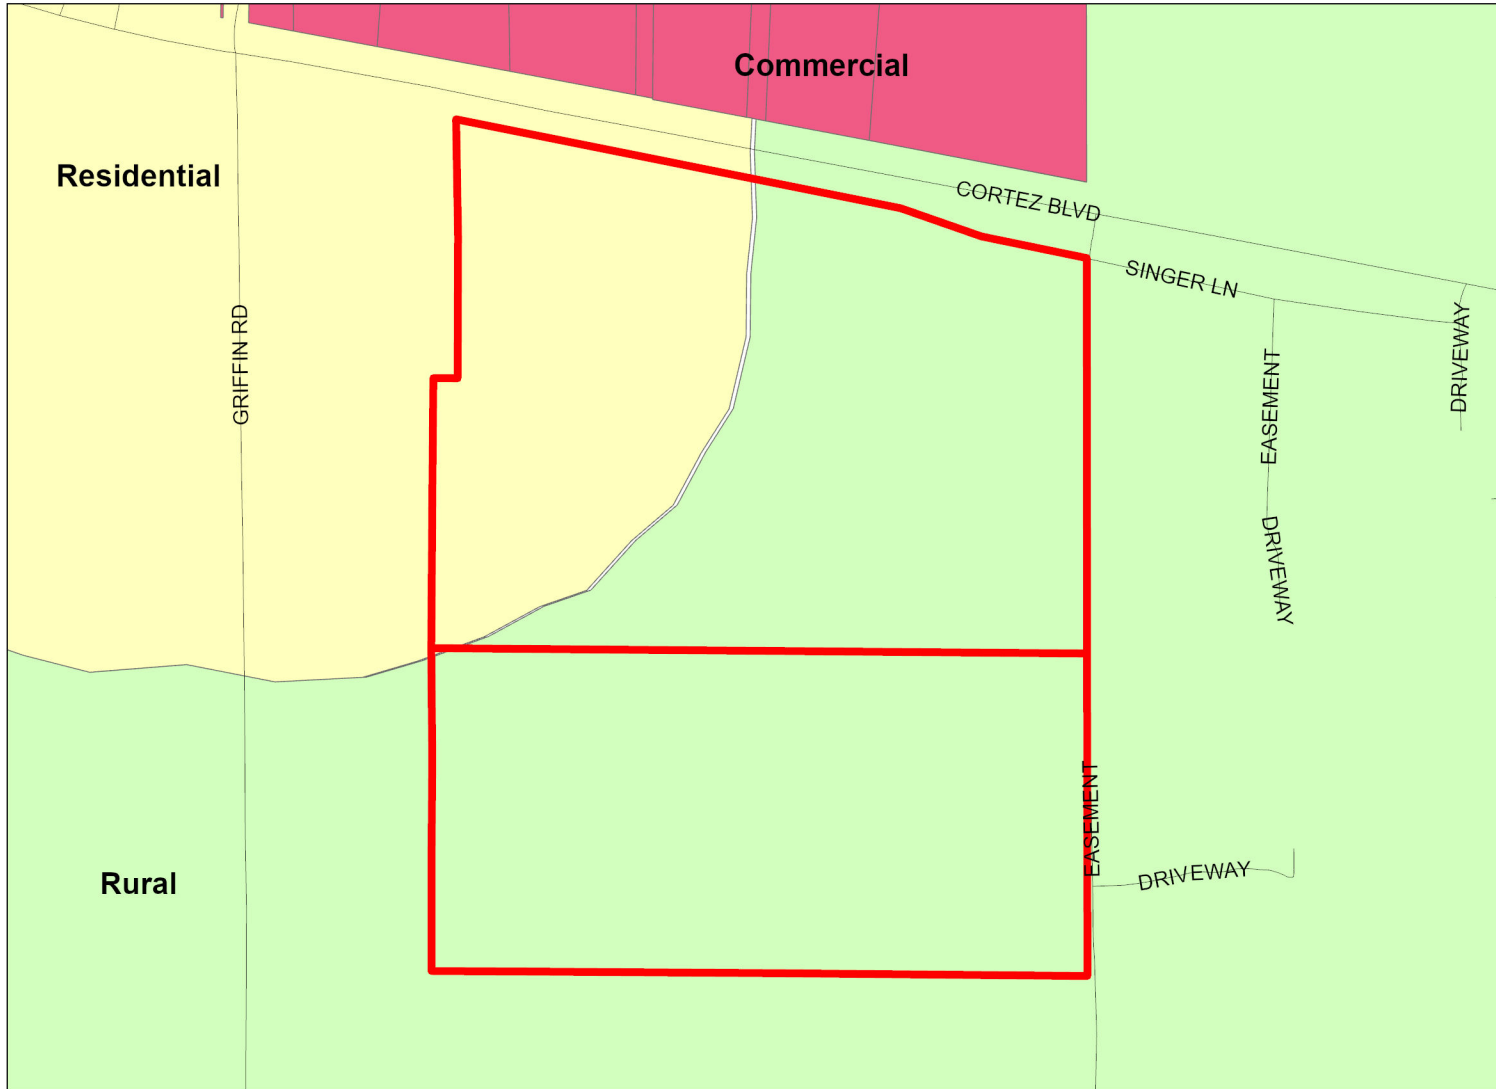 Commercial
Residential
CORTEZ BLVD
SINGER LN
GRIFFIN RD
EASEMENT
DRIVEWAY
DRIVEWAY
EASEMENT
DRIVEWAY
Rural